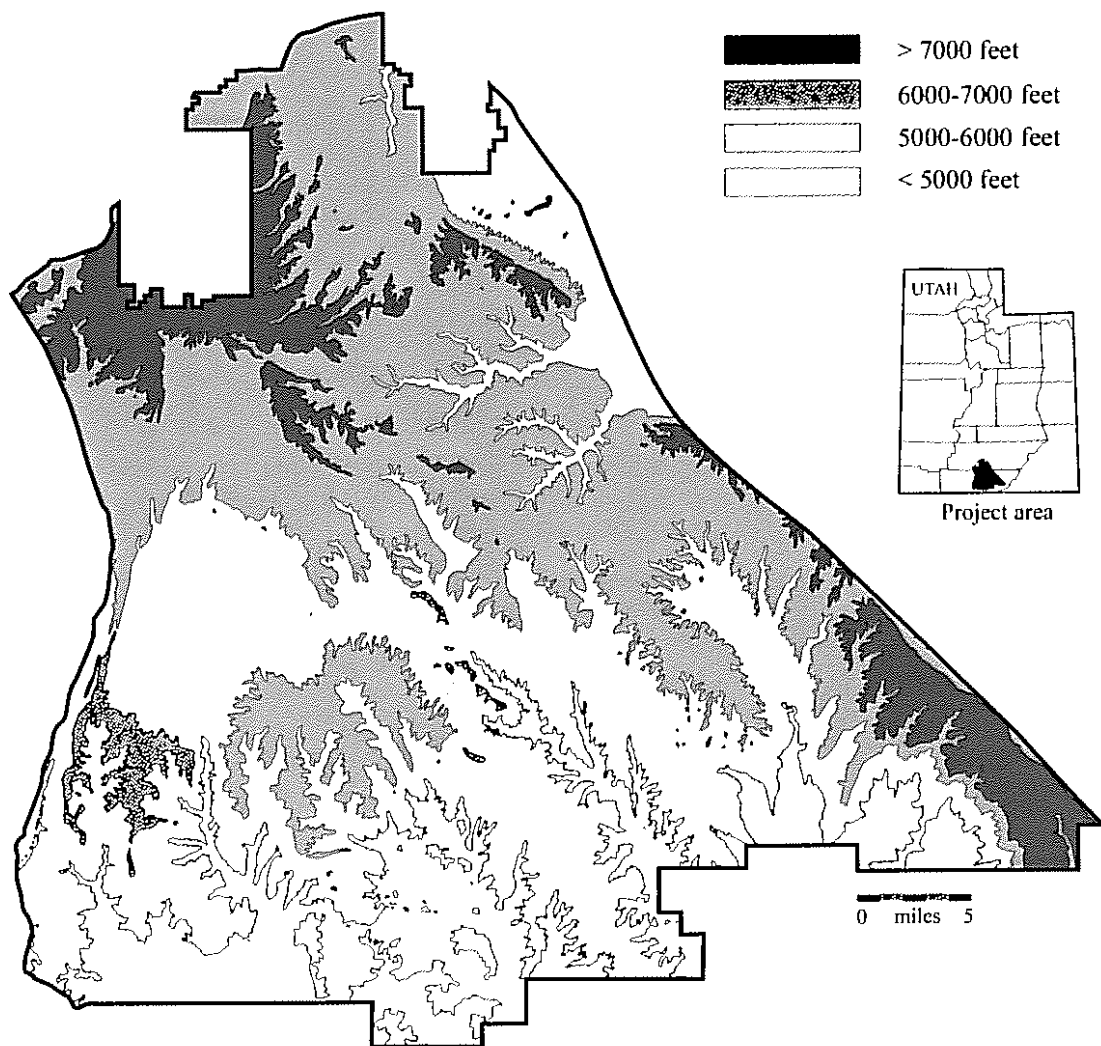 > 7000 feet
6000-7000 feet
5000-6000 feet
< 5000 feet
UTAH
Project area
0 miles 5